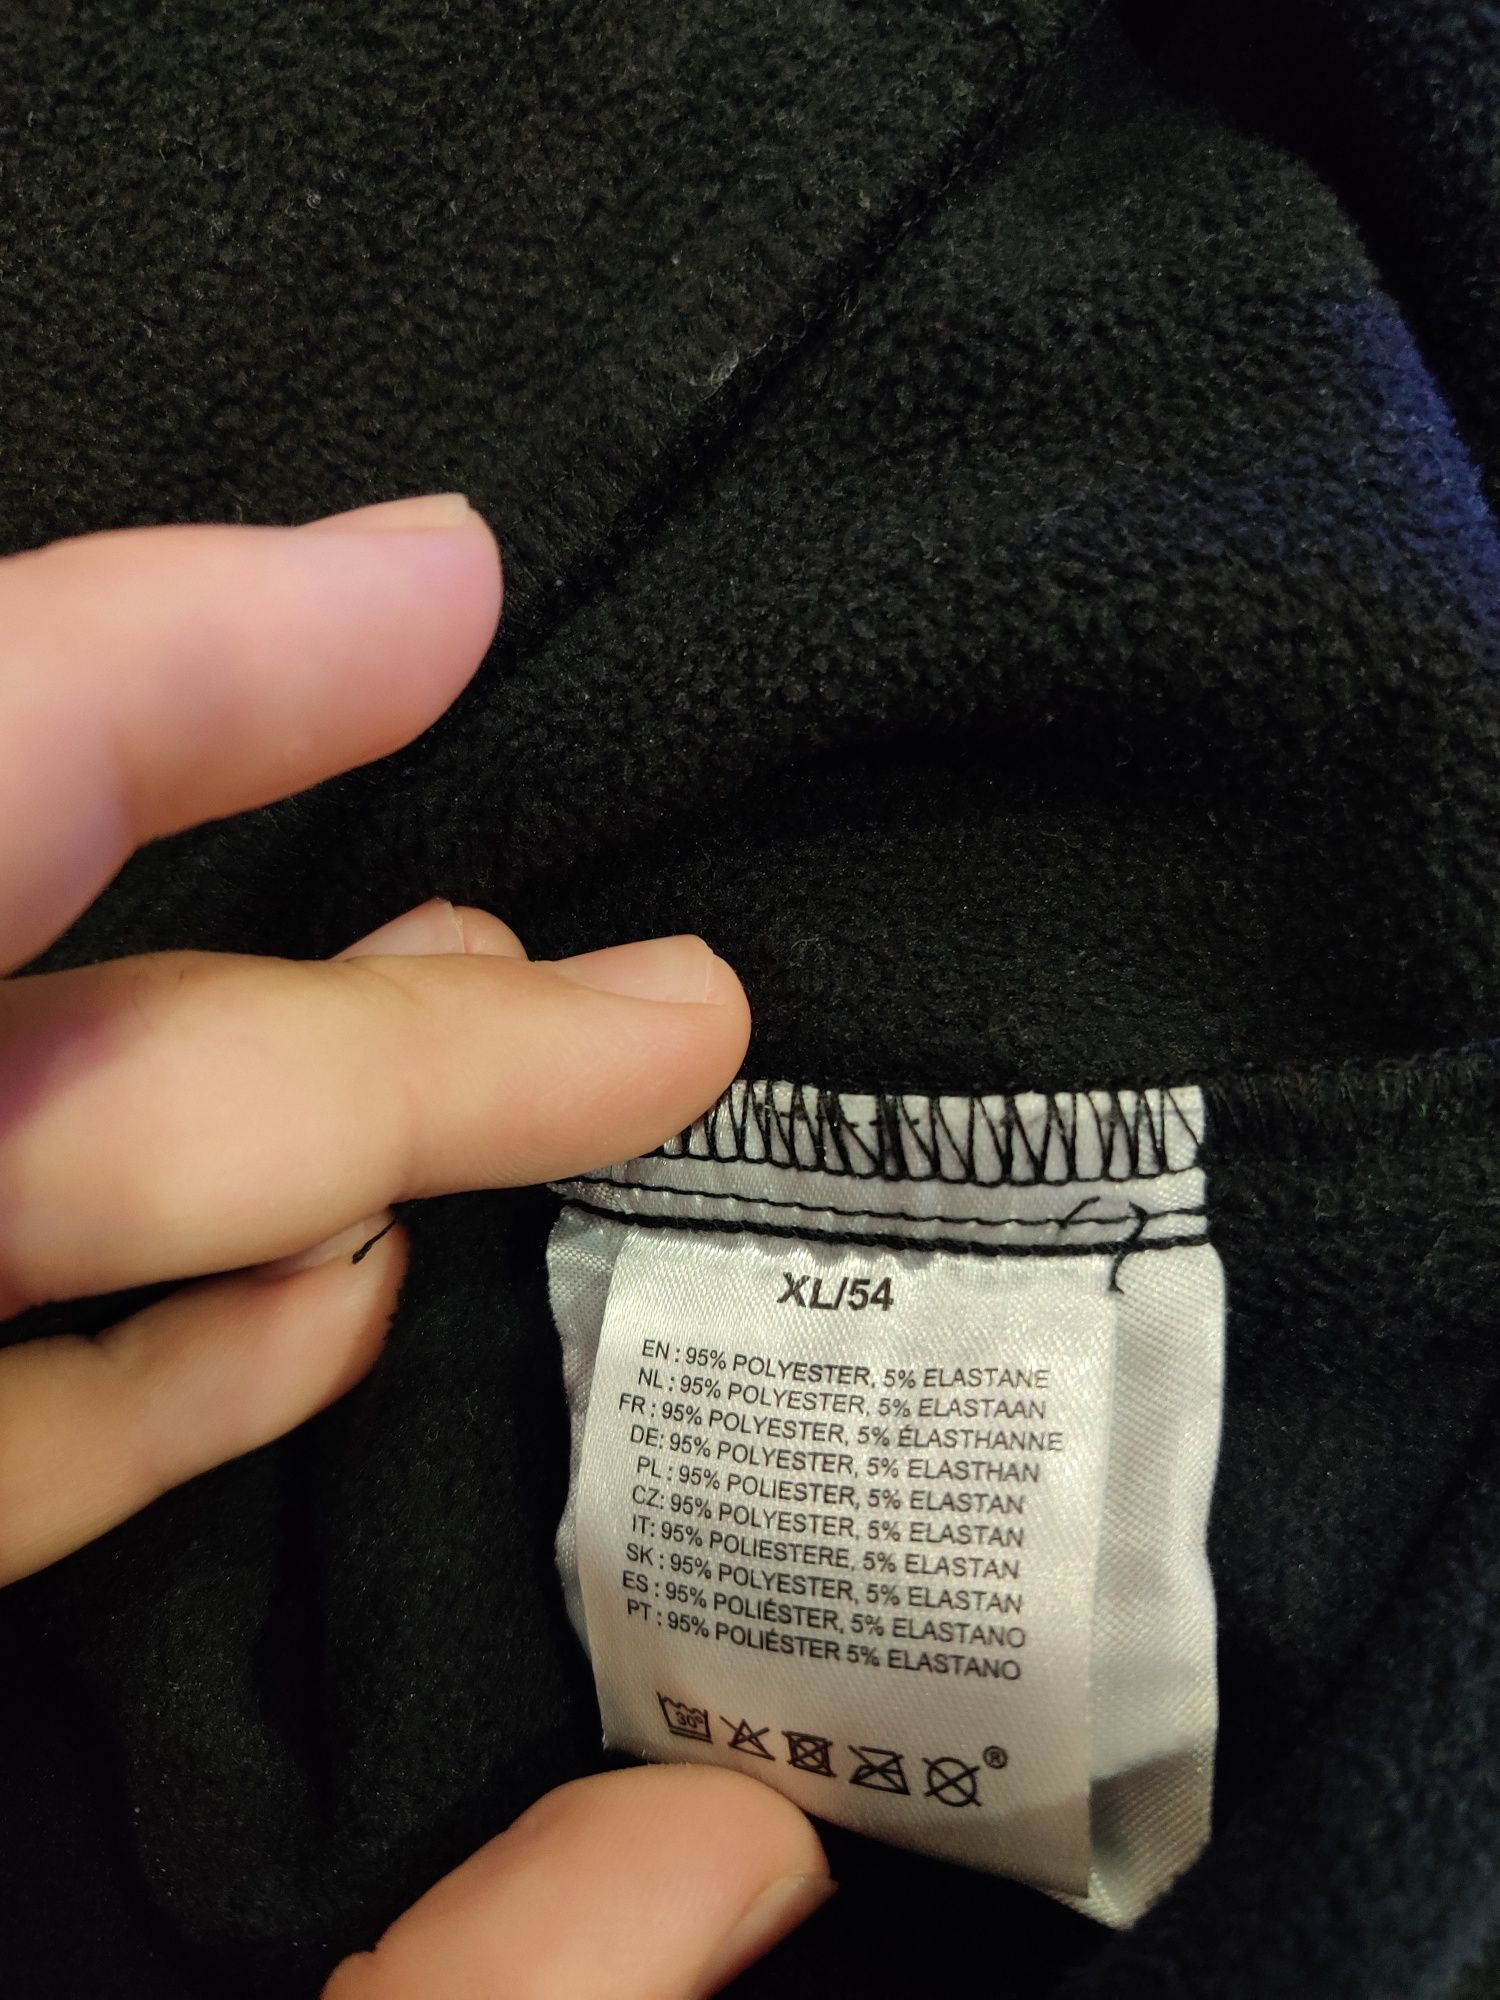 XL/54
EN : 95% POLYESTER, 5% ELASTANE
NL : 95% POLYESTER, 5% ELASTAAN
FR : 95% POLYESTER, 5% ÉLASTHANNE
DE: 95% POLYESTER, 5% ELASTHAN
PL : 95% POLIESTER, 5% ELASTAN
CZ: 95% POLYESTER, 5% ELASTAN
IT: 95% POLIESTERE, 5% ELASTAN
SK : 95% POLYESTER, 5% ELASTAN
ES : 95% POLIÉSTER, 5% ELASTANO
PT : 95% POLIÉSTER 5% ELASTANO
30° ®